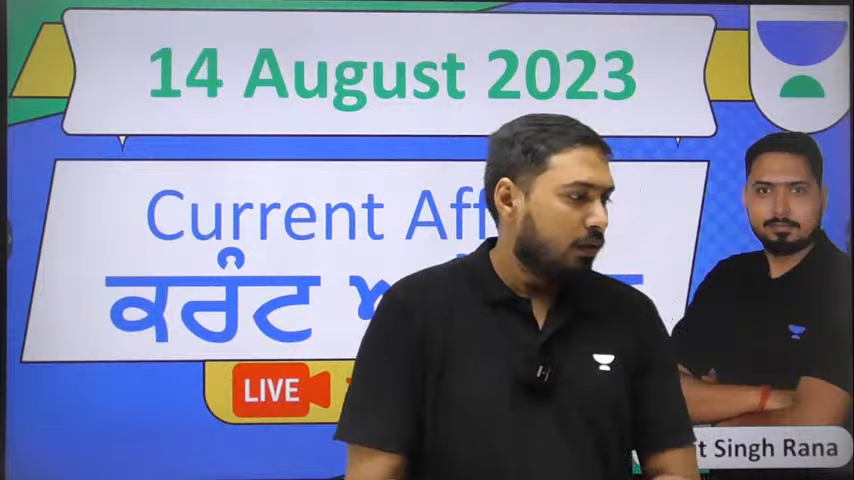 14 August 2023
Current Aff
ਕਰੰਟ
LIVE
t Singh Rana